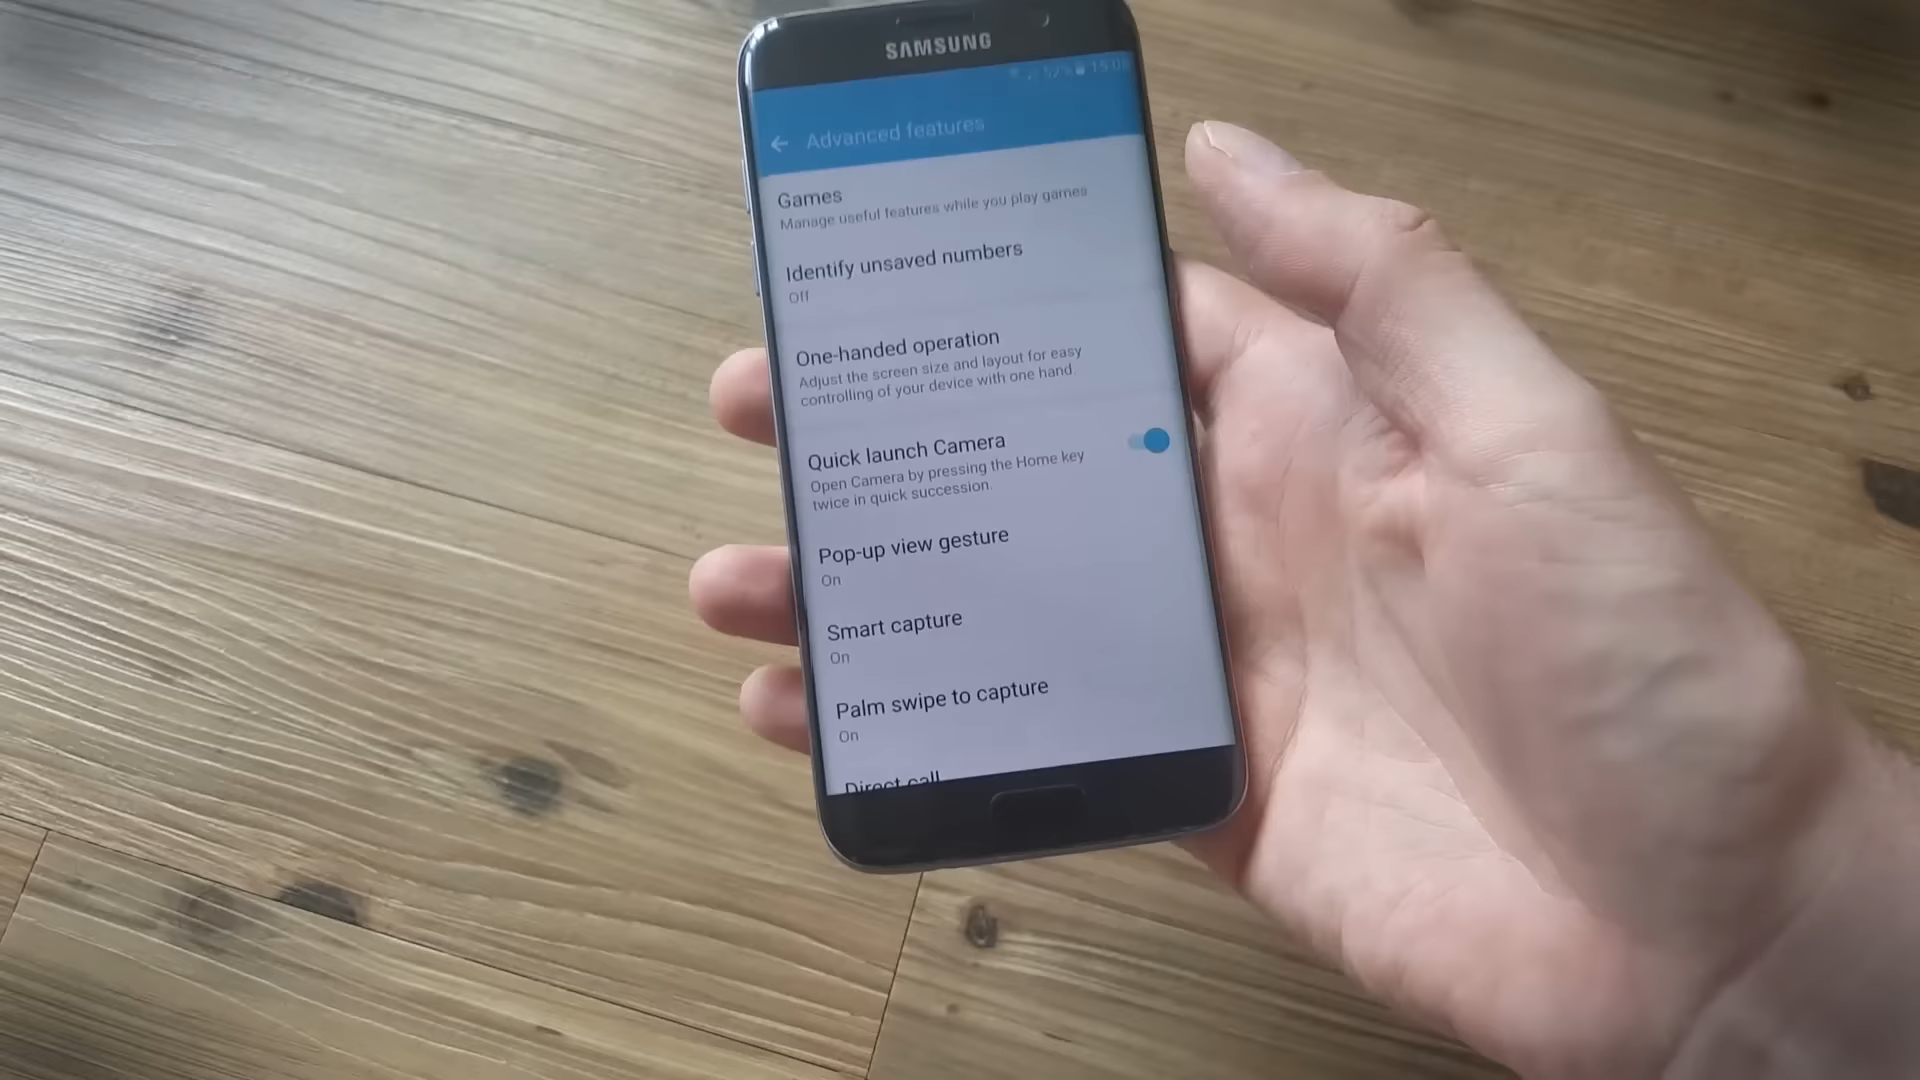 SAMSUNG
52%
Advanced features
Games
Manage useful features while you play games
Identify unsaved numbers
Off
One-handed operation
Adjust the screen size and layout for easy
controlling of your device with one hand.
Quick launch Camera
Open Camera by pressing the Home key
twice in quick succession.
Pop-up view gesture
On
Smart capture
On
Palm swipe to capture
On
Direct call